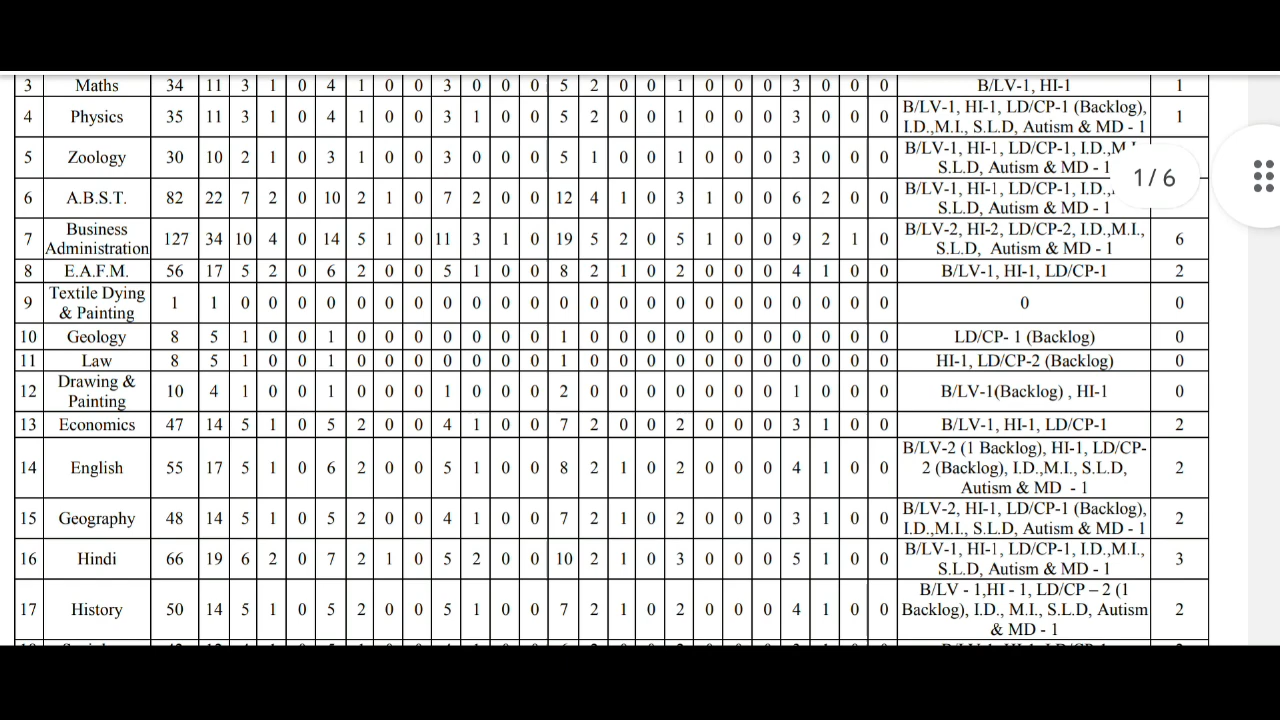 3 Maths 34 11 3 1 0 4 1 0 0 3 0 0 0 5 2 0 0 1 0 0 0 3 0 0 0 B/LV-1, HI-1 1
4 Physics 35 11 3 1 0 4 1 0 0 3 1 0 0 5 2 0 0 1 0 0 0 3 0 0 0 B/LV-1, HI-1, LD/CP-1 (Backlog),
I.D.,M.I., S.L.D, Autism & MD - 1 1
5 Zoology 30 10 2 1 0 3 1 0 0 3 0 0 0 5 1 0 0 1 0 0 0 3 0 0 0 B/LV-1, HI-1, LD/CP-1, I.D.,M
S.L.D, Autism & MD - 1
1/6
6 A.B.S.T. 82 22 7 2 0 10 2 1 0 7 2 0 0 12 4 1 0 3 1 0 0 6 2 0 0 B/LV-1, HI-1, LD/CP-1, I.D.,
S.L.D, Autism & MD - 1
7 Business
Administration 127 34 10 4 0 14 5 1 0 11 3 1 0 19 5 2 0 5 1 0 0 9 2 1 0 B/LV-2, HI-2, LD/CP-2, I.D.,M.I.,
S.L.D, Autism & MD - 1 6
8 E.A.F.M. 56 17 5 2 0 6 2 0 0 5 1 0 0 8 2 1 0 2 0 0 0 4 1 0 0 B/LV-1, HI-1, LD/CP-1 2
9 Textile Dying
& Painting 1 1 0 0 0 0 0 0 0 0 0 0 0 0 0 0 0 0 0 0 0 0 0 0 0 0 0
10 Geology 8 5 1 0 0 1 0 0 0 0 0 0 0 1 0 0 0 0 0 0 0 0 0 0 0 LD/CP- 1 (Backlog) 0
11 Law 8 5 1 0 0 1 0 0 0 0 0 0 0 1 0 0 0 0 0 0 0 0 0 0 0 HI-1, LD/CP-2 (Backlog) 0
12 Drawing &
Painting 10 4 1 0 0 1 0 0 0 1 0 0 0 2 0 0 0 0 0 0 0 1 0 0 0 B/LV-1(Backlog) , HI-1 0
13 Economics 47 14 5 1 0 5 2 0 0 4 1 0 0 7 2 0 0 2 0 0 0 3 1 0 0 B/LV-1, HI-1, LD/CP-1 2
14 English 55 17 5 1 0 6 2 0 0 5 1 0 0 8 2 1 0 2 0 0 0 4 1 0 0 B/LV-2 (1 Backlog), HI-1, LD/CP-
2 (Backlog), I.D.,M.I., S.L.D,
Autism & MD - 1 2
15 Geography 48 14 5 1 0 5 2 0 0 4 1 0 0 7 2 1 0 2 0 0 0 3 1 0 0 B/LV-2, HI-1, LD/CP-1 (Backlog),
I.D.,M.I., S.L.D, Autism & MD - 1 2
16 Hindi 66 19 6 2 0 7 2 1 0 5 2 0 0 10 2 1 0 3 0 0 0 5 1 0 0 B/LV-1, HI-1, LD/CP-1, I.D.,M.I.,
S.L.D, Autism & MD - 1 3
17 History 50 14 5 1 0 5 2 0 0 5 1 0 0 7 2 1 0 2 0 0 0 4 1 0 0 B/LV - 1,HI - 1, LD/CP – 2 (1
Backlog), I.D., M.I., S.L.D, Autism
& MD - 1 2